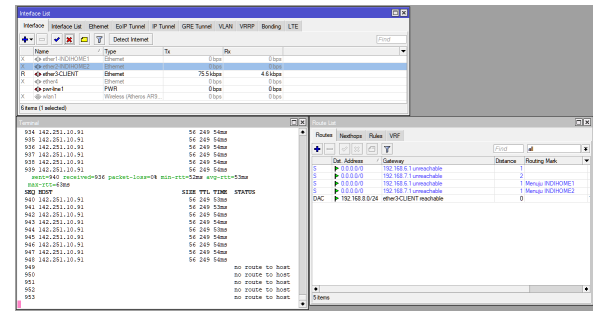 Interface List
Interface Interface List Ethernet EoIP Tunnel IP Tunnel GRE Tunnel VLAN VRRP Bonding LTE
Detect Internet Find
Name Type Tx Rx
X ether1-INDIHOME1 Ethernet 0 bps 0 bps
X ether2-INDIHOME2 Ethernet 0 bps 0 bps
R ether3-CLIENT Ethernet 75.5 kbps 4.6 kbps
X ether4 Ethernet 0 bps 0 bps
pwr-line1 PWR 0 bps 0 bps
X wlan1 Wireless (Atheros AR9... 0 bps 0 bps
6 items (1 selected)
Terminal
934 142.251.10.91 56 249 54ms
935 142.251.10.91 56 249 54ms
936 142.251.10.91 56 249 54ms
937 142.251.10.91 56 249 54ms
938 142.251.10.91 56 249 54ms
939 142.251.10.91 56 249 54ms
sent=940 received=936 packet-loss=0% min-rtt=52ms avg-rtt=53ms
max-rtt=63ms
SEQ HOST SIZE TTL TIME STATUS
940 142.251.10.91 56 249 53ms
941 142.251.10.91 56 249 53ms
942 142.251.10.91 56 249 54ms
943 142.251.10.91 56 249 54ms
944 142.251.10.91 56 249 53ms
945 142.251.10.91 56 249 54ms
946 142.251.10.91 56 249 54ms
947 142.251.10.91 56 249 54ms
948 142.251.10.91 56 249 54ms
949 no route to host
950 no route to host
951 no route to host
952 no route to host
953 no route to host
Route List
Routes Nexthops Rules VRF
Find all
Dst. Address Gateway Distance Routing Mark
S 0.0.0.0/0 192.168.6.1 unreachable 1
S 0.0.0.0/0 192.168.7.1 unreachable 2
S 0.0.0.0/0 192.168.6.1 unreachable 1 Menuju INDIHOME1
S 0.0.0.0/0 192.168.7.1 unreachable 1 Menuju INDIHOME2
DAC 192.168.8.0/24 ether3-CLIENT reachable 0
5 items